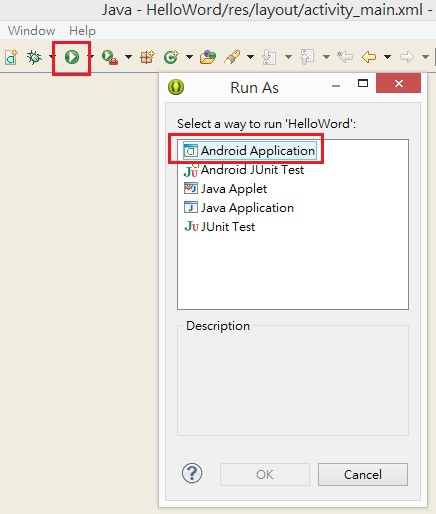 Java - HelloWord/res/layout/activity_main.xml -
Window Help
Run As
Select a way to run 'HelloWord':
Android Application
Android JUnit Test
Java Applet
Java Application
JUnit Test
Description
OK Cancel